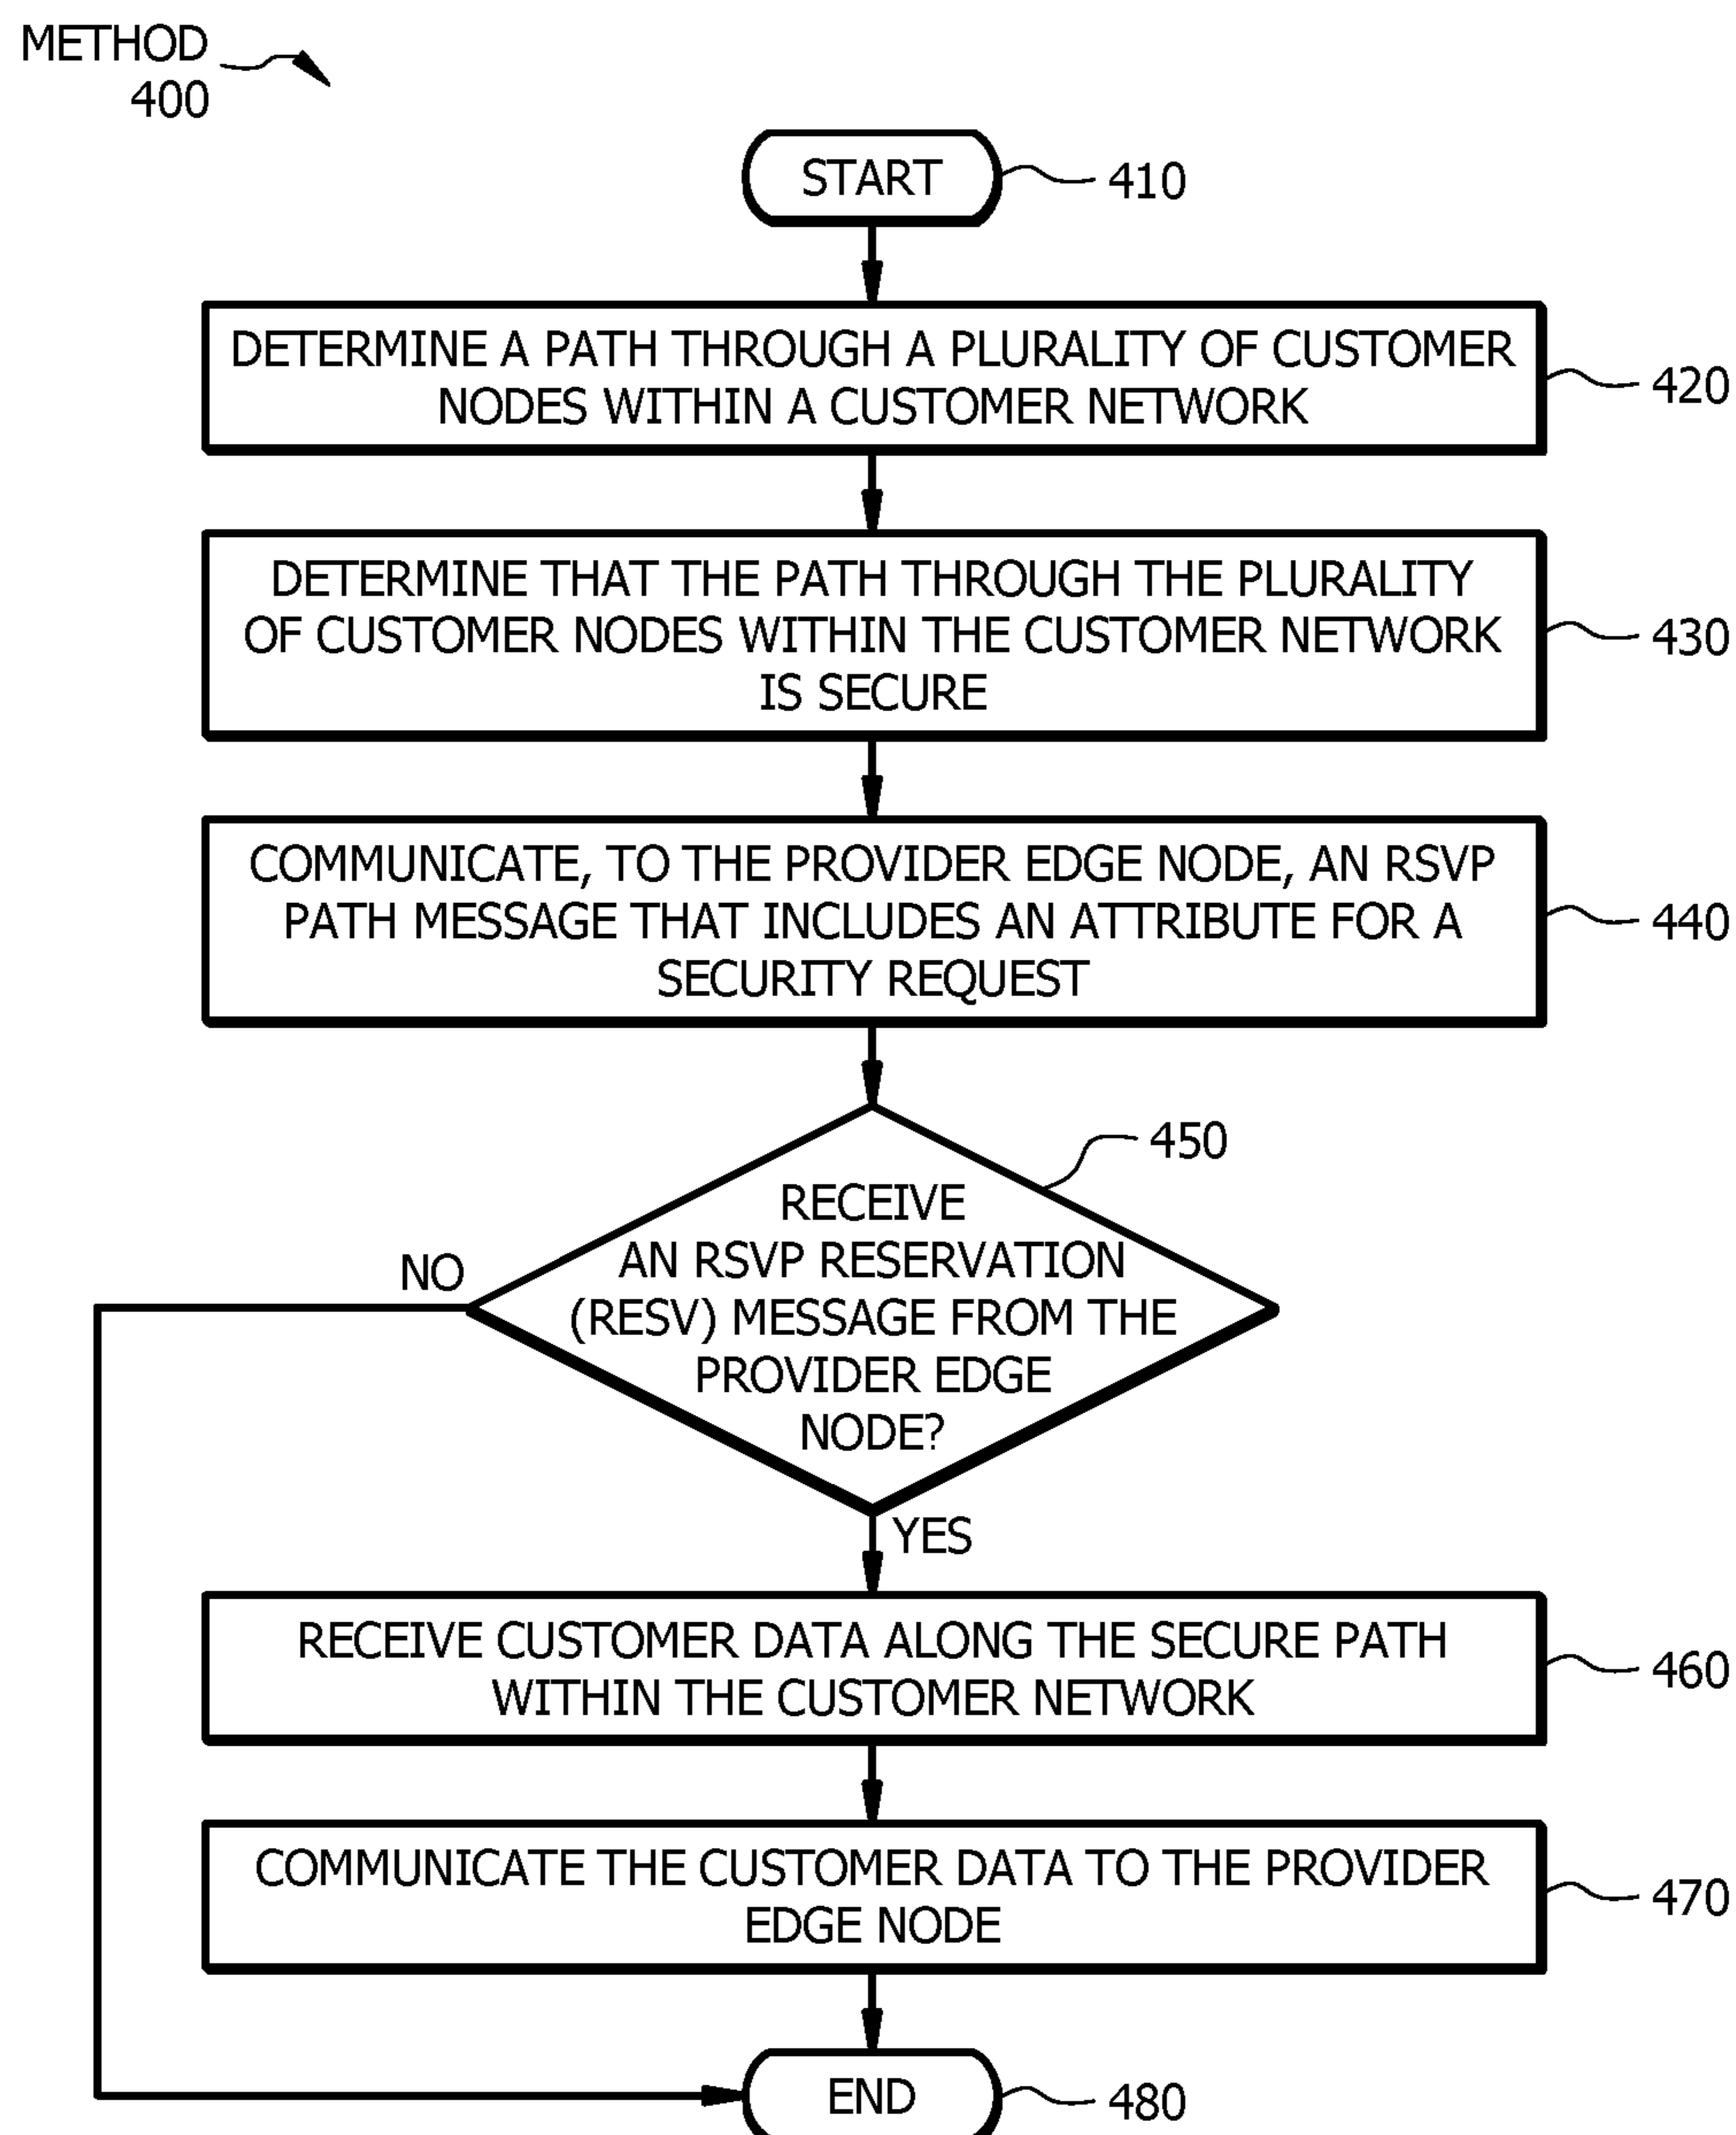 METHOD
400
START
410
DETERMINE A PATH THROUGH A PLURALITY OF CUSTOMER
NODES WITHIN A CUSTOMER NETWORK
420
DETERMINE THAT THE PATH THROUGH THE PLURALITY
OF CUSTOMER NODES WITHIN THE CUSTOMER NETWORK
IS SECURE
430
COMMUNICATE, TO THE PROVIDER EDGE NODE, AN RSVP
PATH MESSAGE THAT INCLUDES AN ATTRIBUTE FOR A
SECURITY REQUEST
440
450
RECEIVE
AN RSVP RESERVATION
(RESV) MESSAGE FROM THE
PROVIDER EDGE
NODE?
NO
YES
RECEIVE CUSTOMER DATA ALONG THE SECURE PATH
WITHIN THE CUSTOMER NETWORK
460
COMMUNICATE THE CUSTOMER DATA TO THE PROVIDER
EDGE NODE
470
END
480